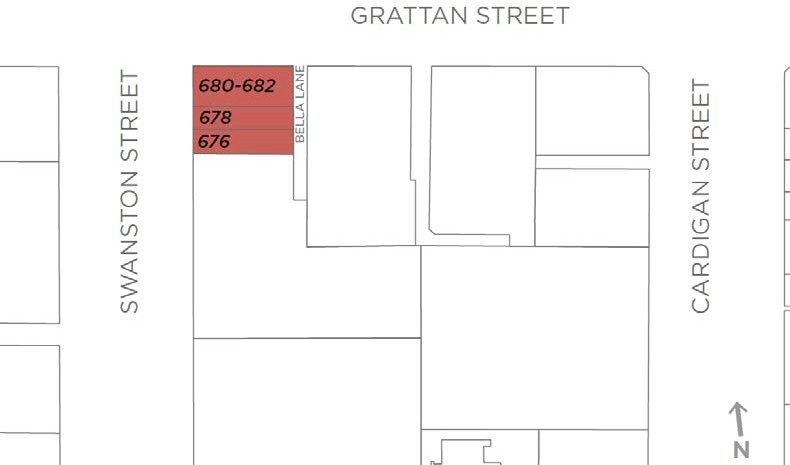 GRATTAN STREET
SWANSTON STREET
680-682
678
676
BELLA LANE
CARDIGAN STREET
N